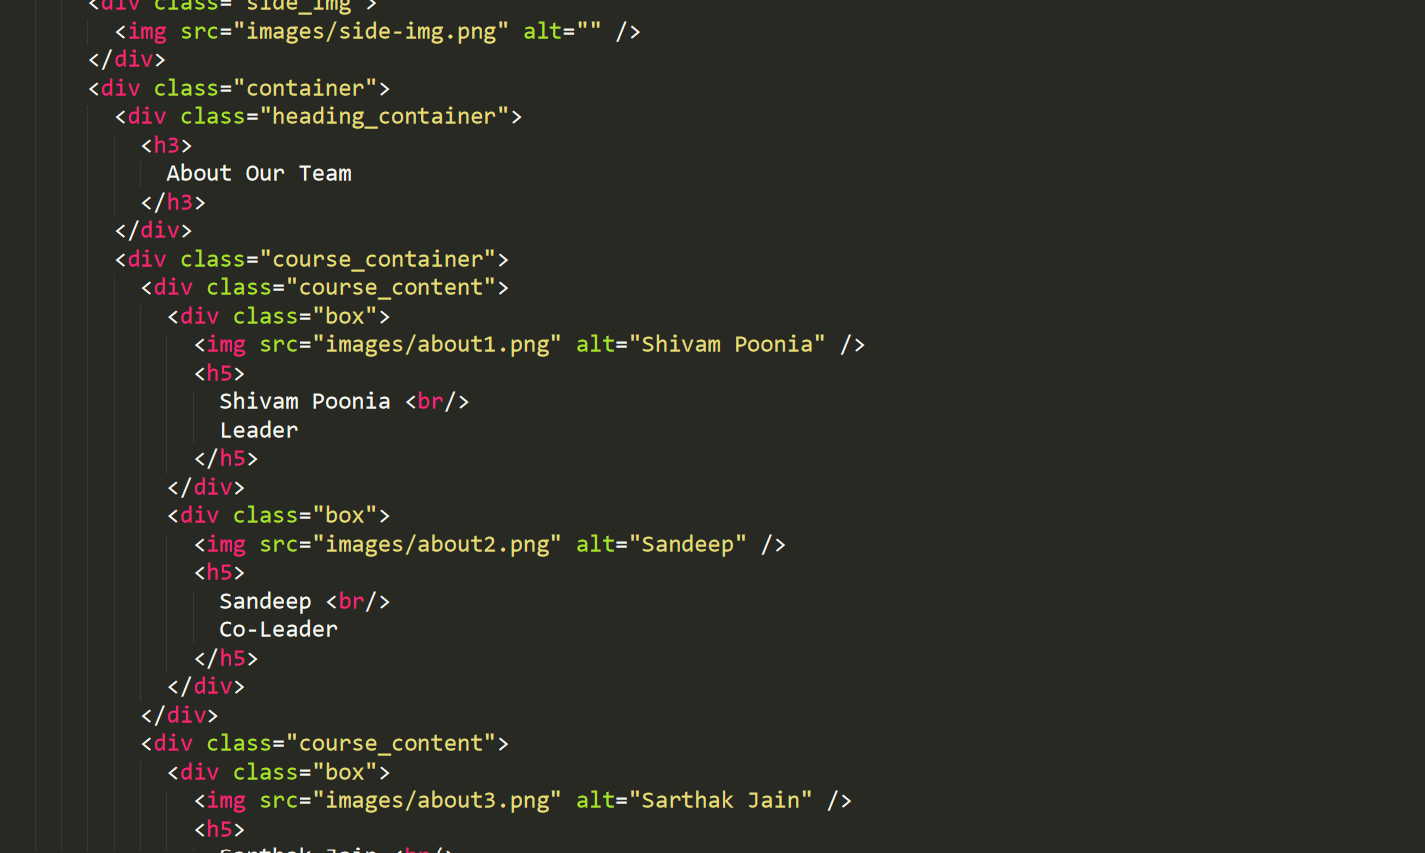 <div class="side_img">
<img src="images/side-img.png" alt="" />
</div>
<div class="container">
<div class="heading_container">
<h3>
About Our Team
</h3>
</div>
<div class="course_container">
<div class="course_content">
<div class="box">
<img src="images/about1.png" alt="Shivam Poonia" />
<h5>
Shivam Poonia <br/>
Leader
</h5>
</div>
<div class="box">
<img src="images/about2.png" alt="Sandeep" />
<h5>
Sandeep <br/>
Co-Leader
</h5>
</div>
</div>
<div class="course_content">
<div class="box">
<img src="images/about3.png" alt="Sarthak Jain" />
<h5>
Sarthak Jain <br/>